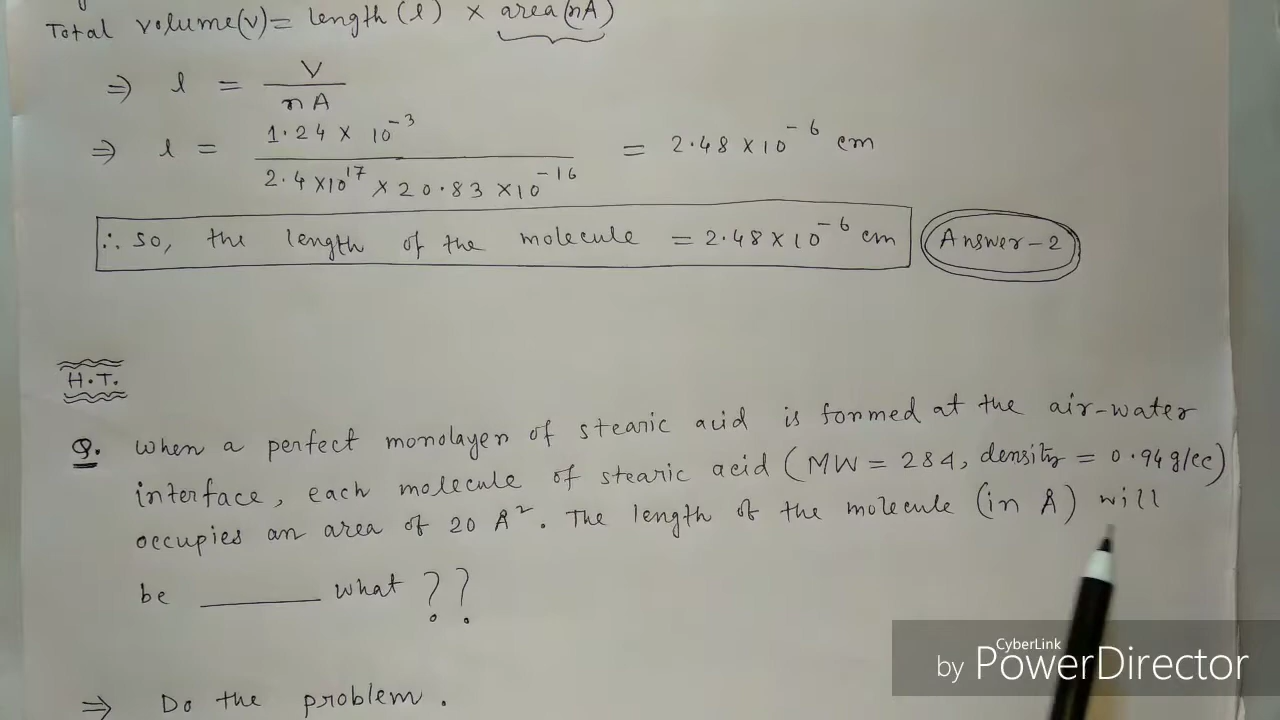 Total volume(v)= length (l) × area(nA)
⇒ l = V / nA
⇒ l = 1.24 × 10⁻³ / 2.4 ×10¹⁷ × 20.83 ×10⁻¹⁶ = 2.48 ×10⁻⁶ cm
∴ so, the length of the molecule = 2.48 ×10⁻⁶ cm Answer-2
H.T.
Q. When a perfect monolayer of stearic acid is formed at the air-water
interface, each molecule of stearic acid (MW = 284, density = 0.94 g/cc)
occupies an area of 20 Å². The length of the molecule (in Å) will
be ______ what ??
⇒ Do the problem.
CyberLink
by PowerDirector